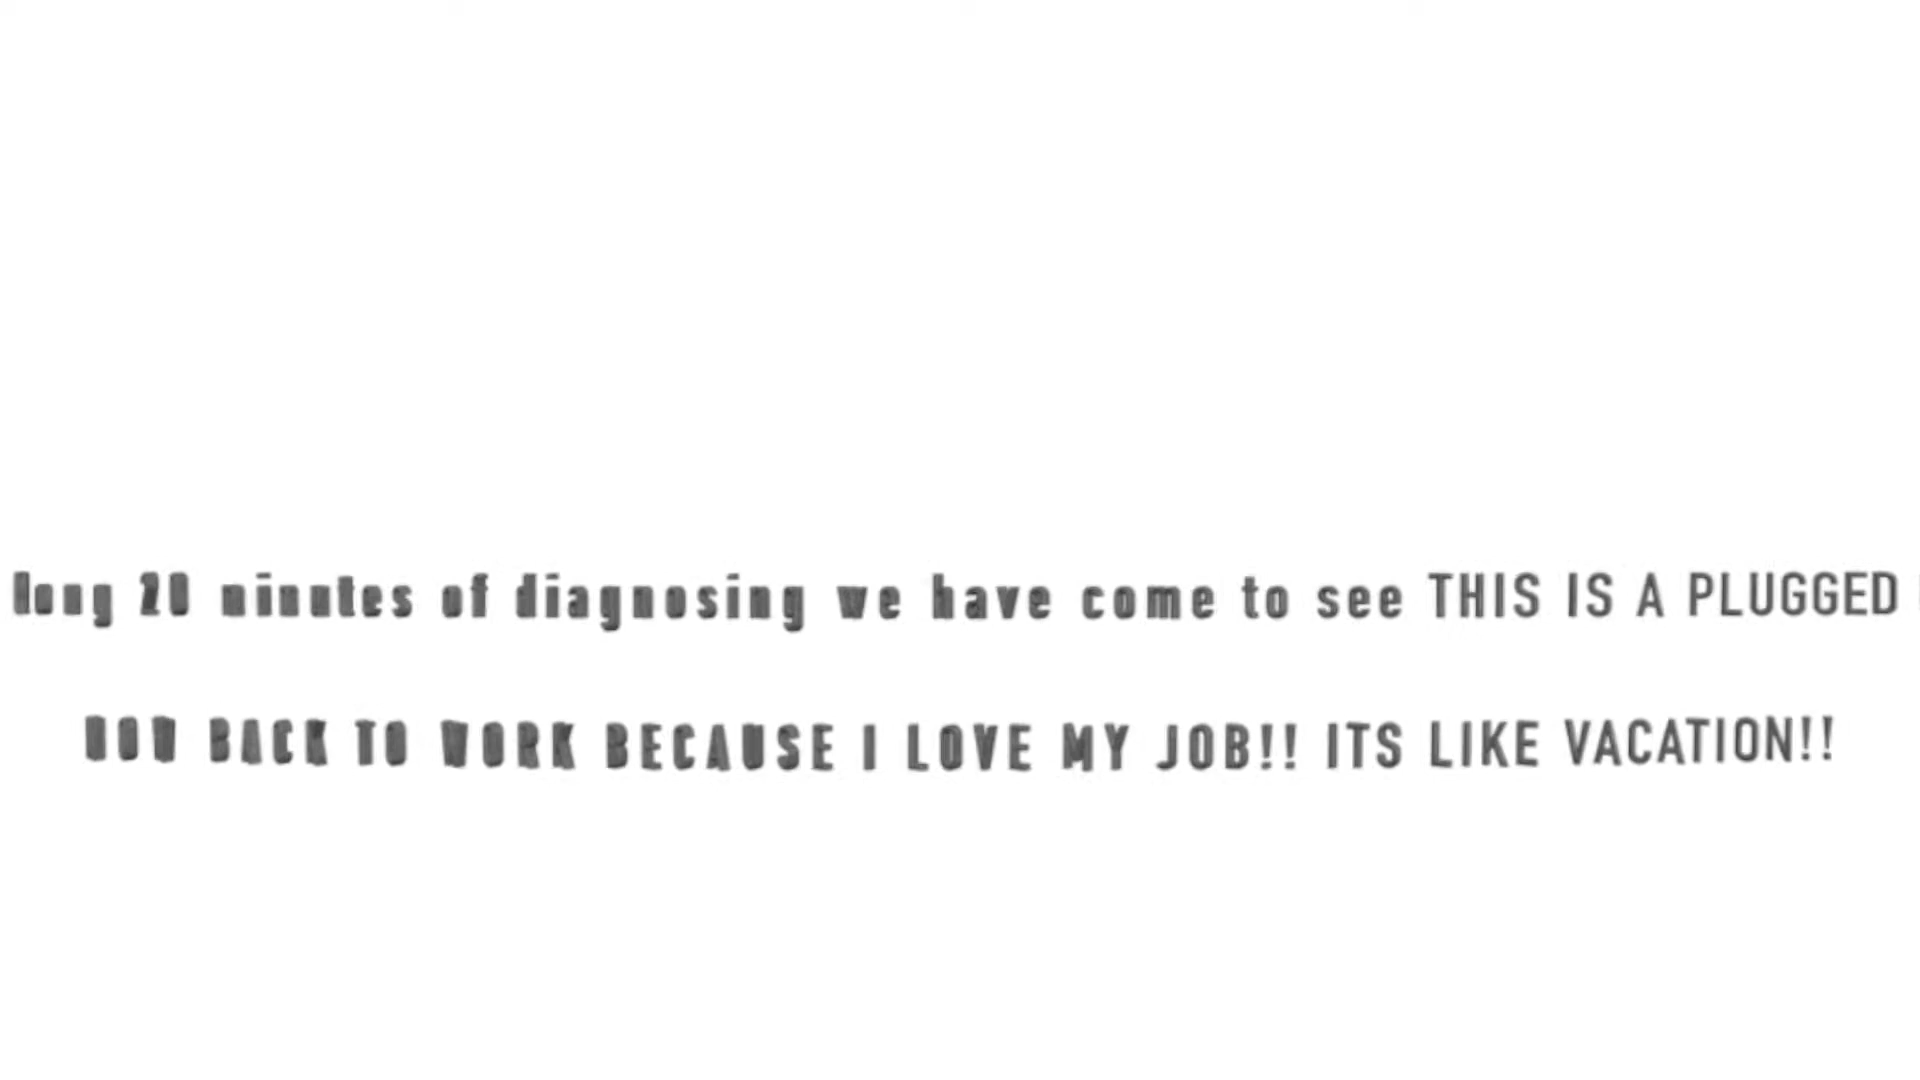 long 20 minutes of diagnosing we have come to see THIS IS A PLUGGED
NOW BACK TO WORK BECAUSE I LOVE MY JOB!! ITS LIKE VACATION!!